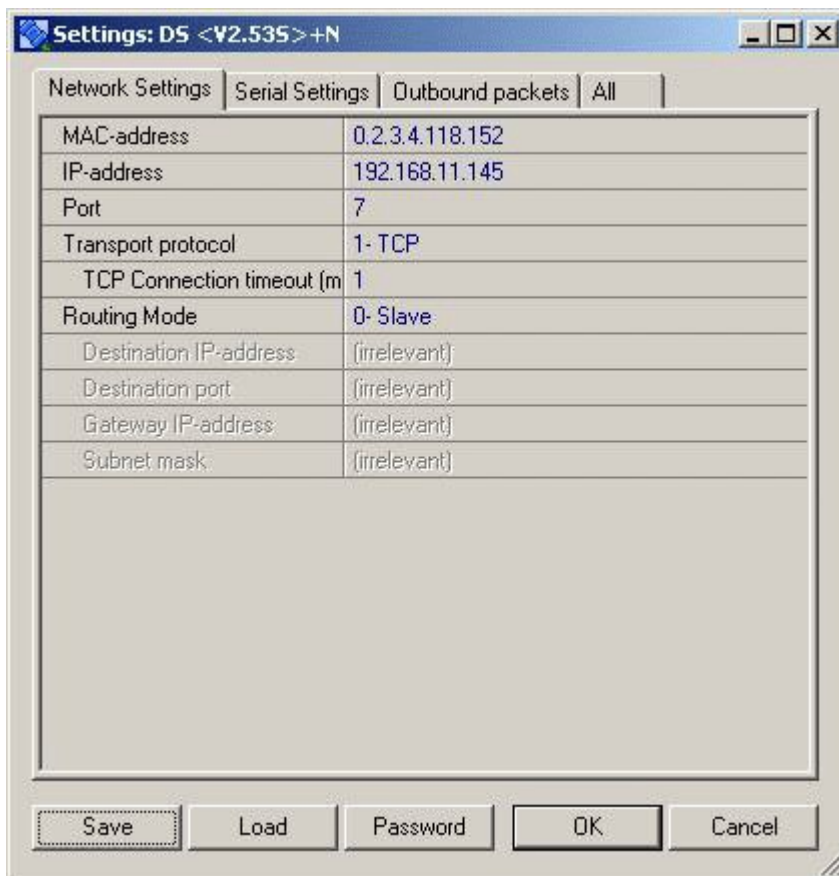 Settings: DS <V2.53S>+N
Network Settings Serial Settings Outbound packets All
MAC-address 0.2.3.4.118.152
IP-address 192.168.11.145
Port 7
Transport protocol 1- TCP
TCP Connection timeout (m 1
Routing Mode 0- Slave
Destination IP-address (irrelevant)
Destination port (irrelevant)
Gateway IP-address (irrelevant)
Subnet mask (irrelevant)
Save Load Password OK Cancel